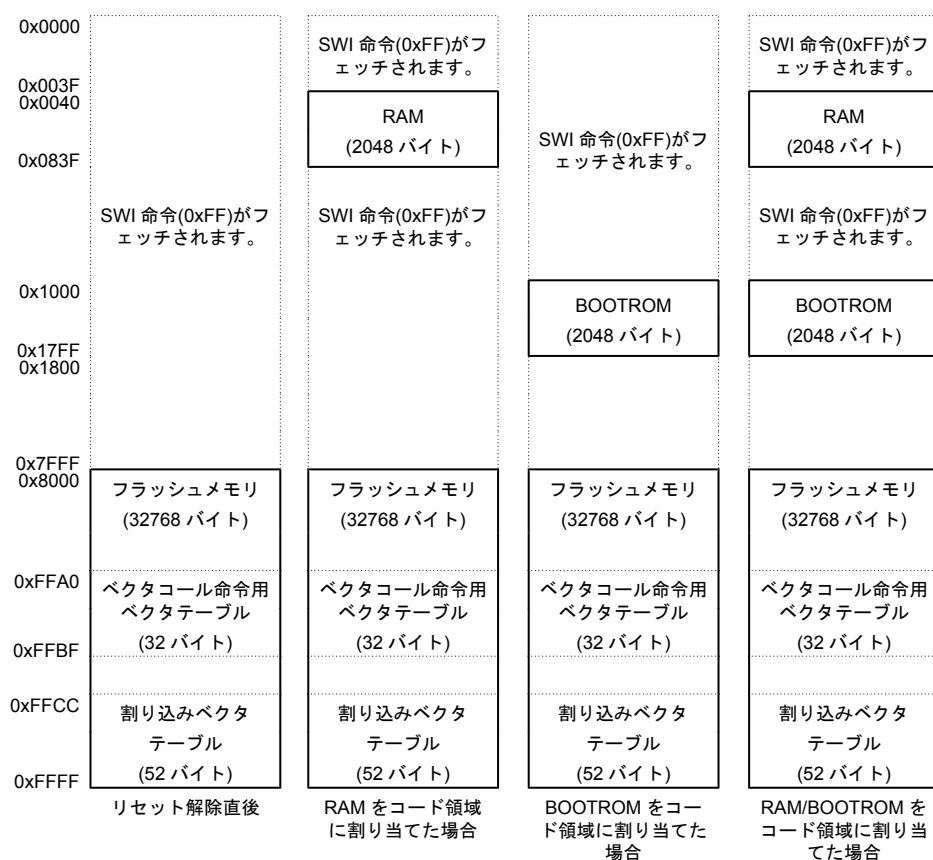 0x0000
0x003F
0x0040
0x083F
0x1000
0x17FF
0x1800
0x7FFF
0x8000
0xFFA0
0xFFBF
0xFFCC
0xFFFF
SWI 命令(0xFF)がフ
ェッチされます。
フラッシュメモリ
(32768 バイト)
ベクタコール命令用
ベクタテーブル
(32 バイト)
割り込みベクタ
テーブル
(52 バイト)
リセット解除直後
SWI 命令(0xFF)がフ
ェッチされます。
RAM
(2048 バイト)
SWI 命令(0xFF)がフ
ェッチされます。
フラッシュメモリ
(32768 バイト)
ベクタコール命令用
ベクタテーブル
(32 バイト)
割り込みベクタ
テーブル
(52 バイト)
RAM をコード領域
に割り当てた場合
SWI 命令(0xFF)がフ
ェッチされます。
BOOTROM
(2048 バイト)
フラッシュメモリ
(32768 バイト)
ベクタコール命令用
ベクタテーブル
(32 バイト)
割り込みベクタ
テーブル
(52 バイト)
BOOTROM をコー
ド領域に割り当てた
場合
SWI 命令(0xFF)がフ
ェッチされます。
RAM
(2048 バイト)
SWI 命令(0xFF)がフ
ェッチされます。
BOOTROM
(2048 バイト)
フラッシュメモリ
(32768 バイト)
ベクタコール命令用
ベクタテーブル
(32 バイト)
割り込みベクタ
テーブル
(52 バイト)
RAM/BOOTROM を
コード領域に割り当
てた場合